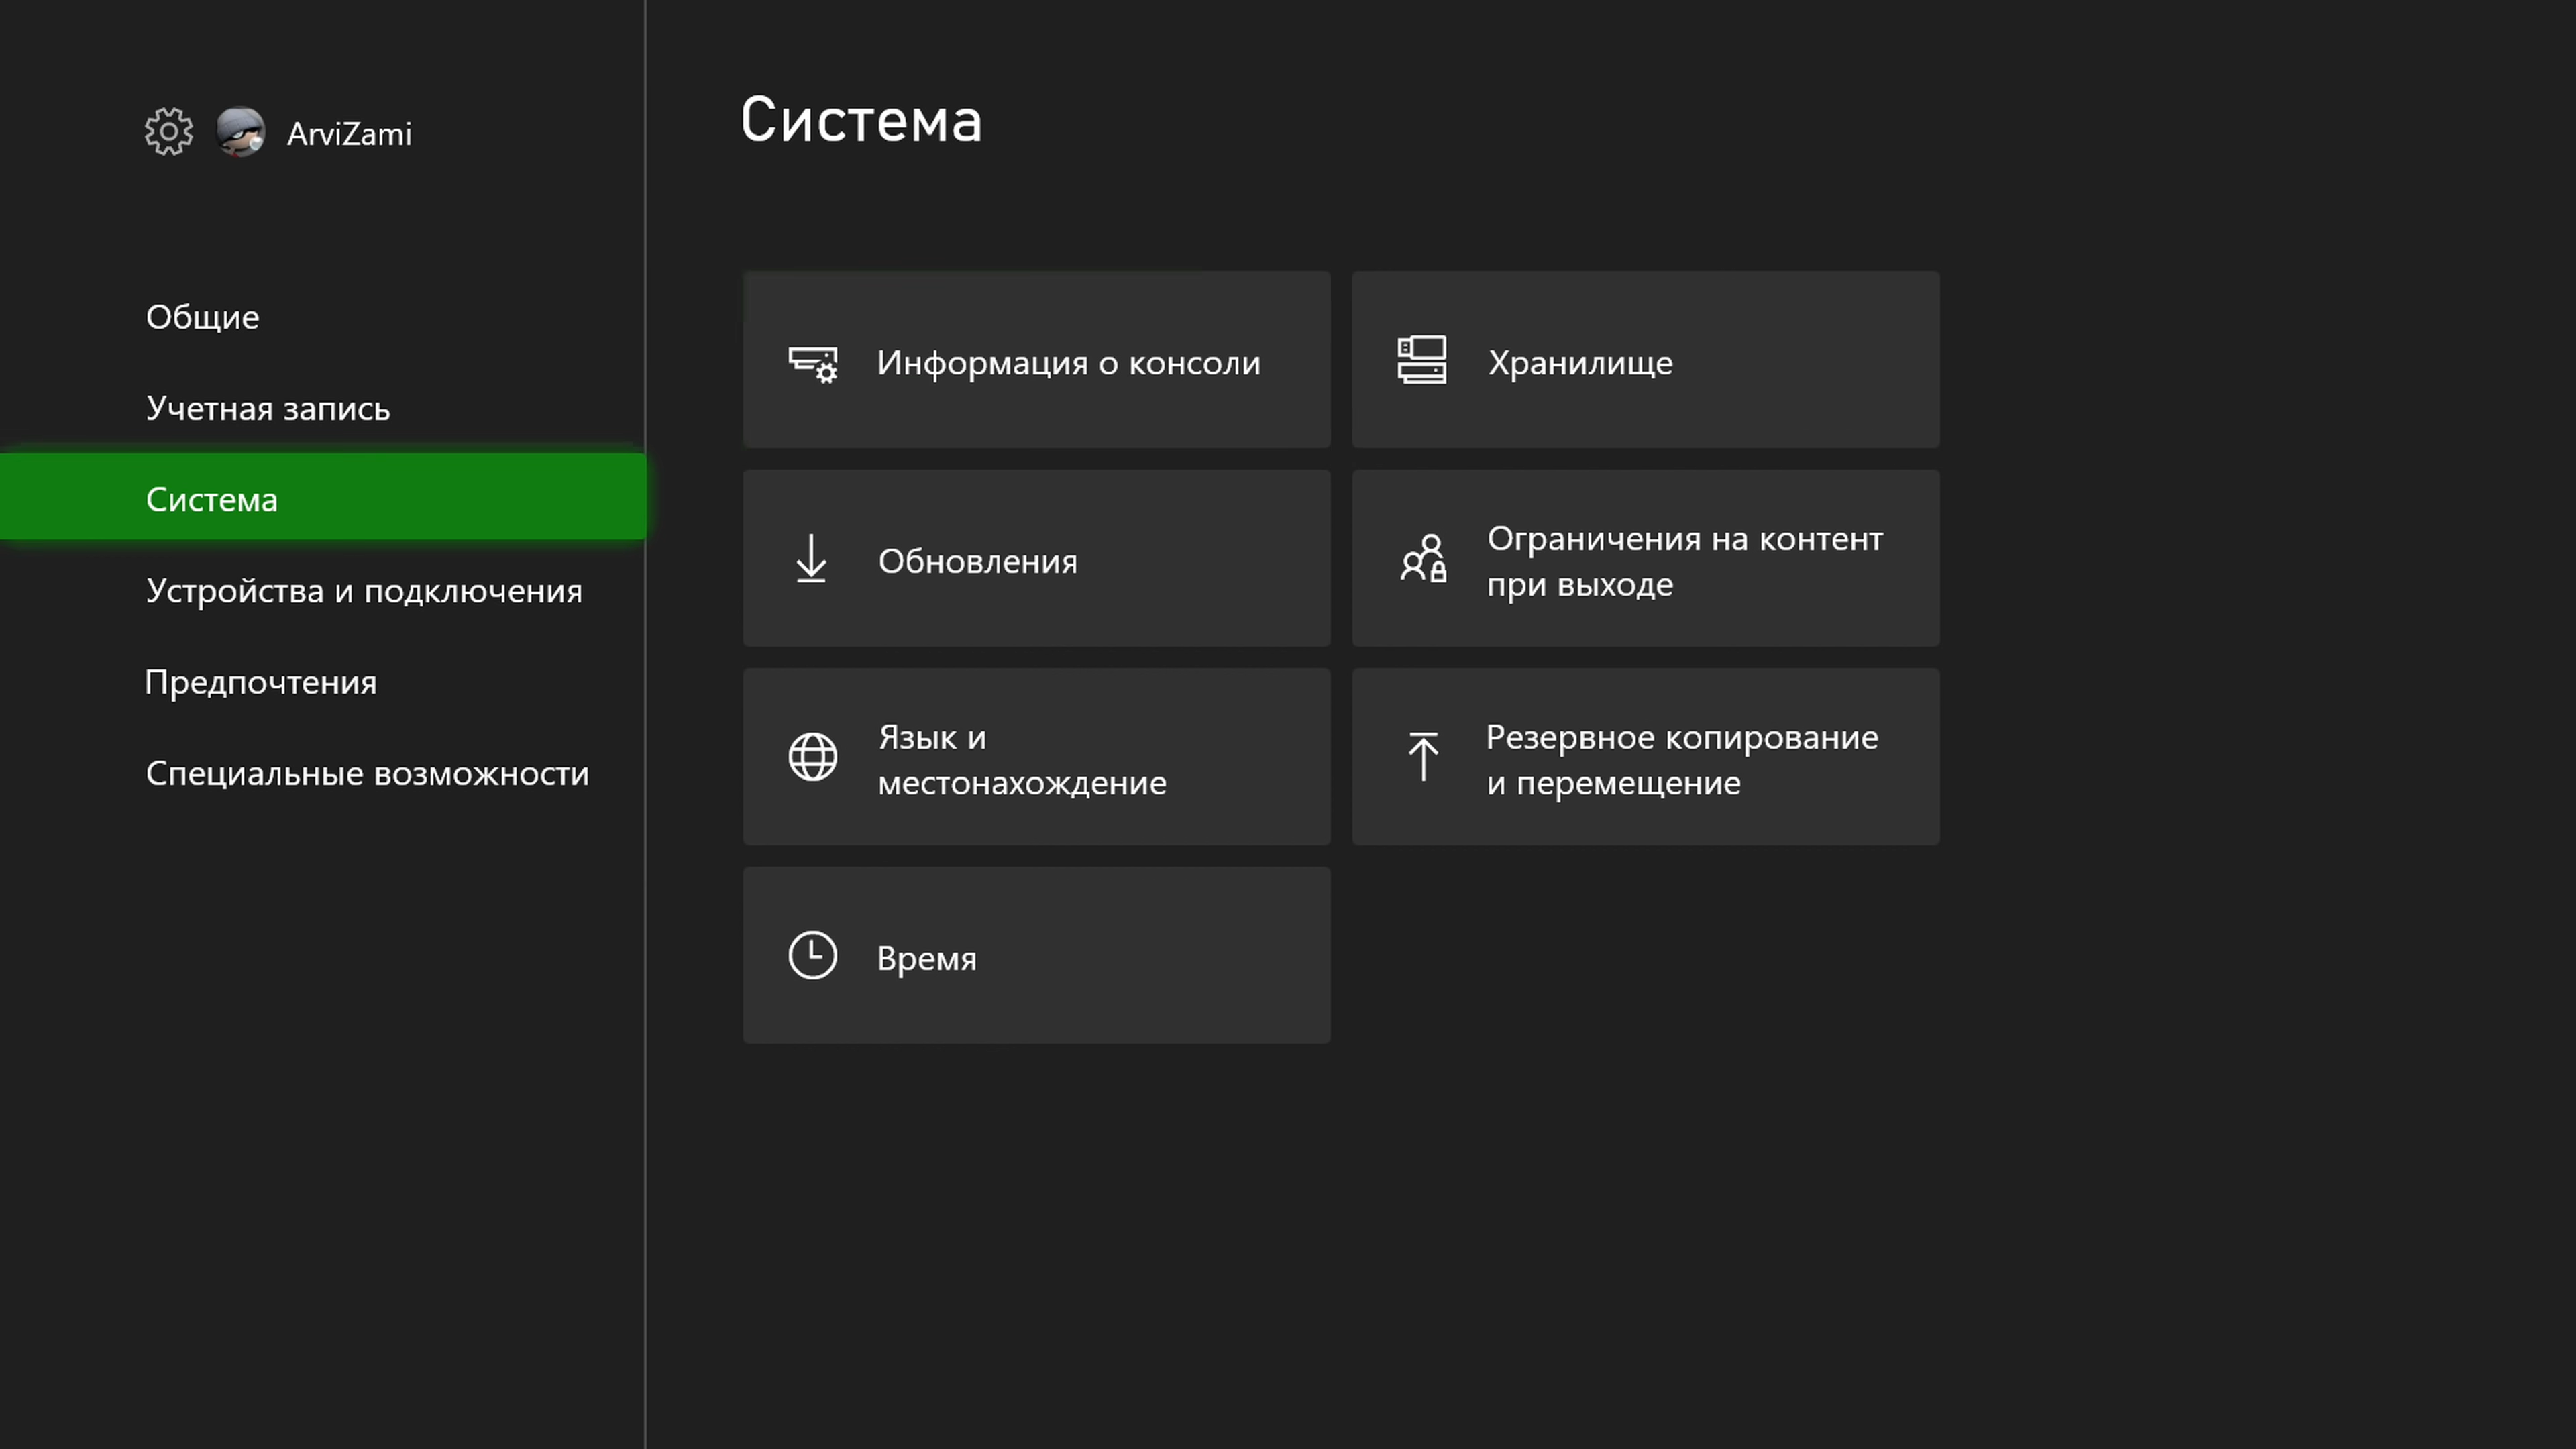 ArviZami
Общие
Учетная запись
Система
Устройства и подключения
Предпочтения
Специальные возможности
Система
Информация о консоли
Хранилище
Обновления
Ограничения на контент
при выходе
Язык и
местонахождение
Резервное копирование
и перемещение
Время